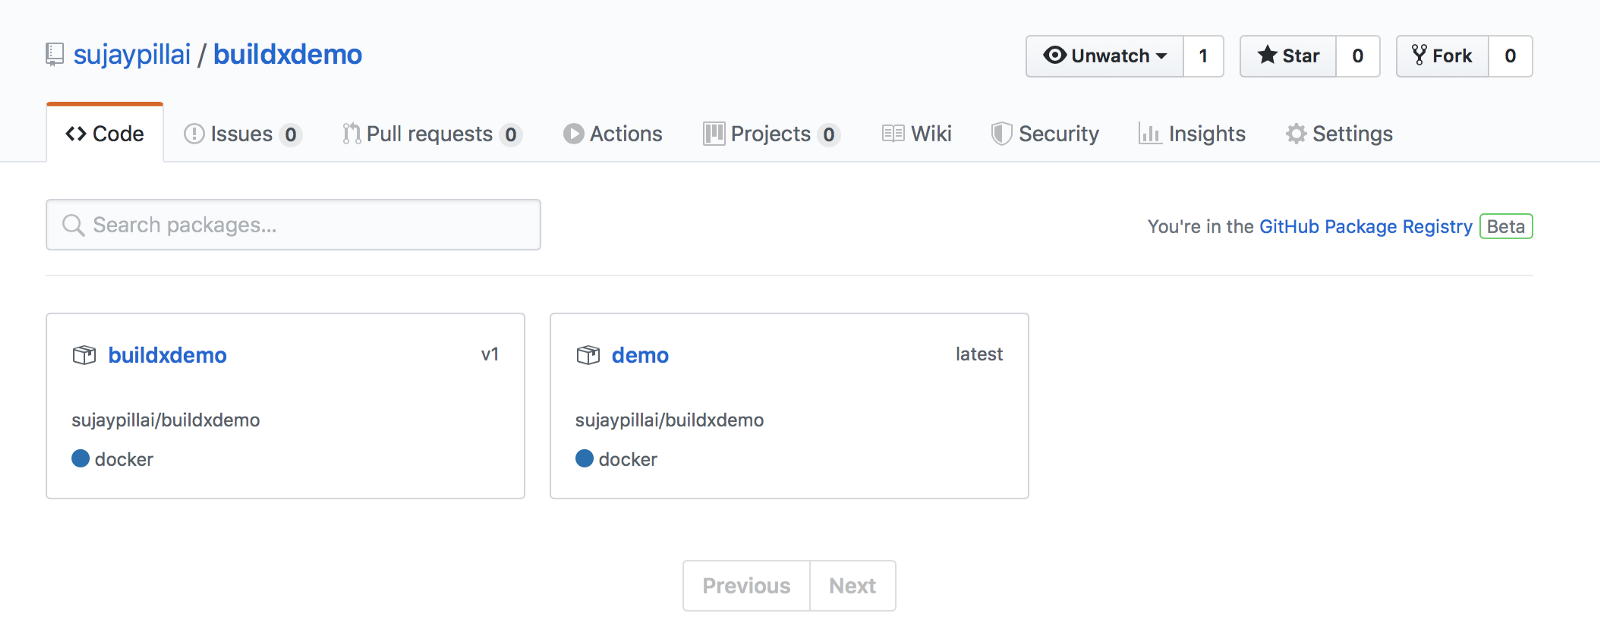 sujaypillai / buildxdemo
Unwatch 1 Star 0 Fork 0
Code Issues 0 Pull requests 0 Actions Projects 0 Wiki Security Insights Settings
Search packages...
You're in the GitHub Package Registry Beta
buildxdemo v1
sujaypillai/buildxdemo
docker
demo latest
sujaypillai/buildxdemo
docker
Previous Next